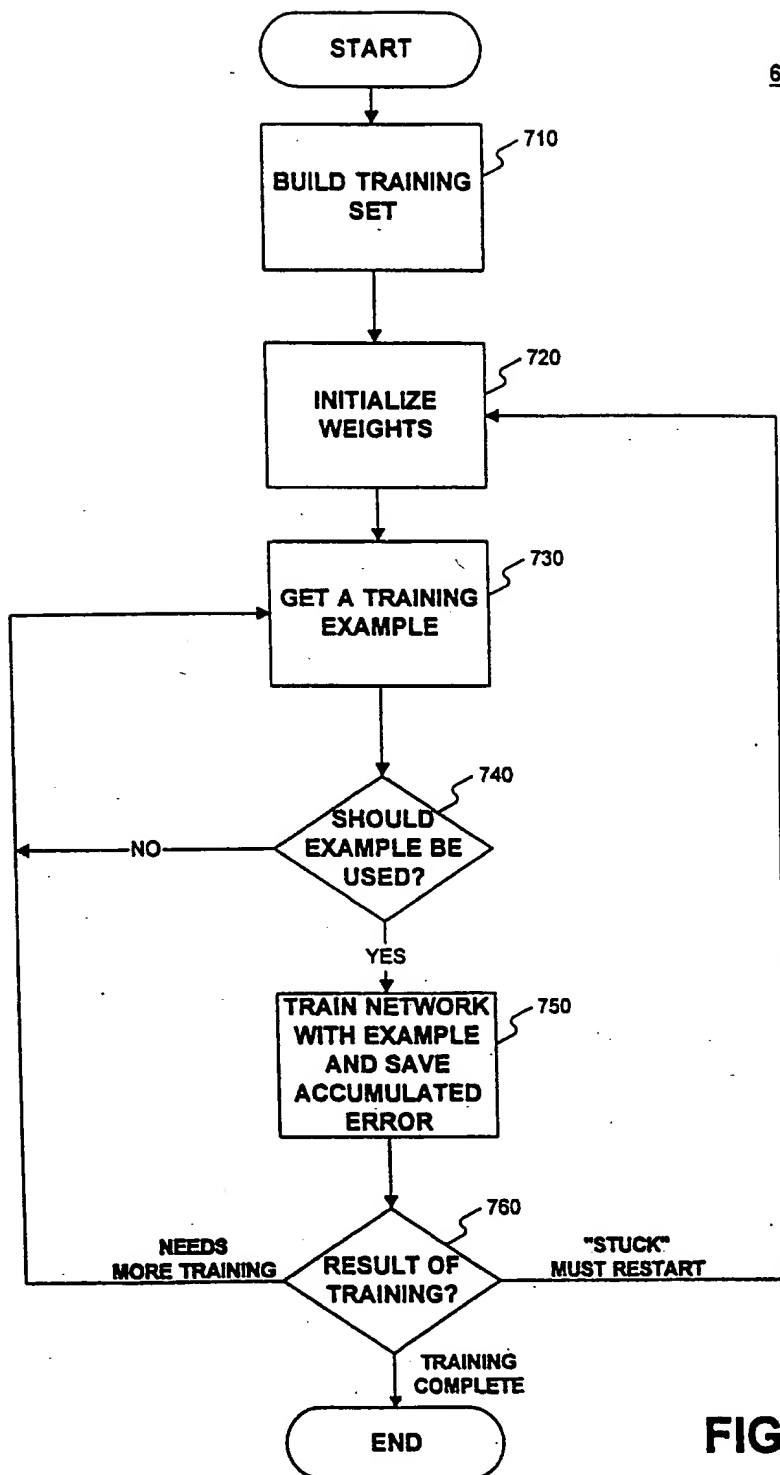 START
6
710
BUILD TRAINING
SET
720
INITIALIZE
WEIGHTS
730
GET A TRAINING
EXAMPLE
740
SHOULD
EXAMPLE BE
USED?
NO
YES
750
TRAIN NETWORK
WITH EXAMPLE
AND SAVE
ACCUMULATED
ERROR
760
NEEDS
MORE TRAINING
RESULT OF
TRAINING?
"STUCK"
MUST RESTART
TRAINING
COMPLETE
END
FIG